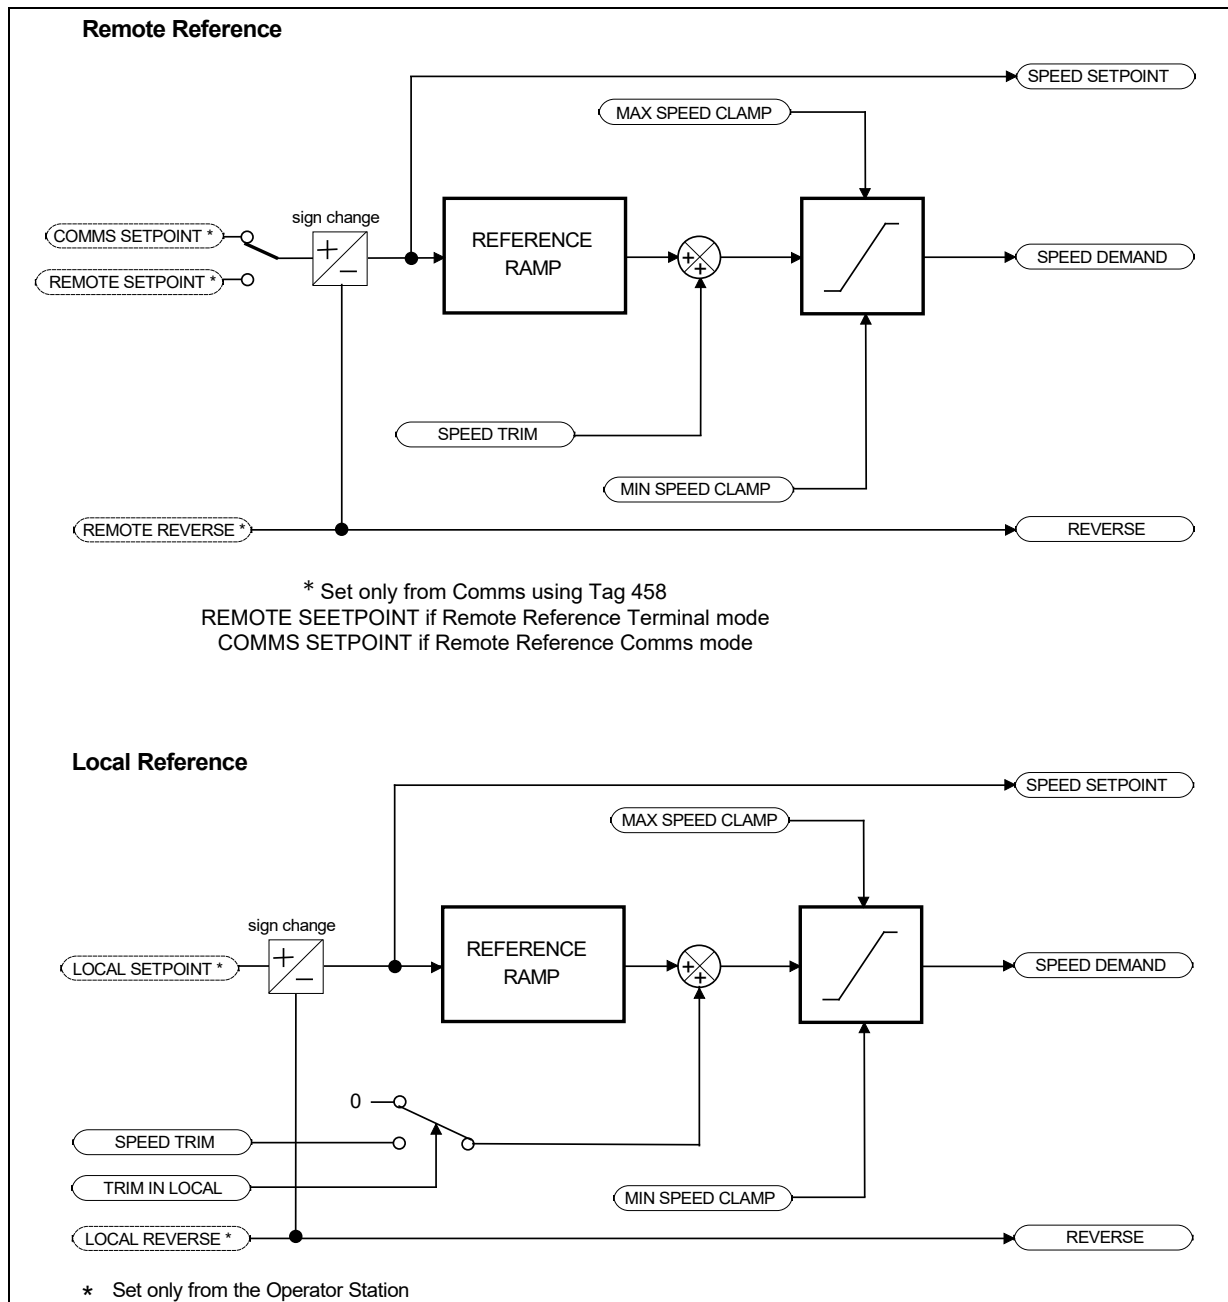 Remote Reference
SPEED SETPOINT
MAX SPEED CLAMP
sign change
COMMS SETPOINT *
+
−
REFERENCE
RAMP
+
+
SPEED DEMAND
REMOTE SETPOINT *
SPEED TRIM
MIN SPEED CLAMP
REMOTE REVERSE *
REVERSE
* Set only from Comms using Tag 458
REMOTE SEETPOINT if Remote Reference Terminal mode
COMMS SETPOINT if Remote Reference Comms mode
Local Reference
SPEED SETPOINT
MAX SPEED CLAMP
sign change
LOCAL SETPOINT *
+
−
REFERENCE
RAMP
+
+
SPEED DEMAND
0
SPEED TRIM
TRIM IN LOCAL
MIN SPEED CLAMP
LOCAL REVERSE *
REVERSE
* Set only from the Operator Station